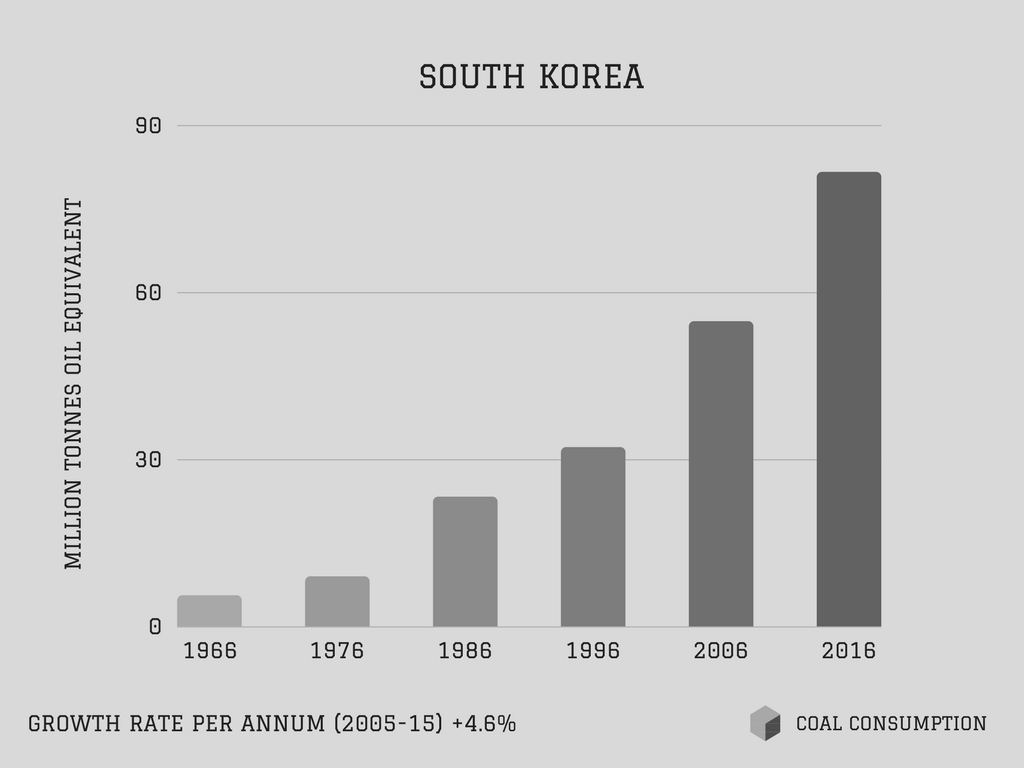 SOUTH KOREA
90
60
30
0
MILLION TONNES OIL EQUIVALENT
1966 1976 1986 1996 2006 2016
GROWTH RATE PER ANNUM (2005-15) +4.6%
COAL CONSUMPTION